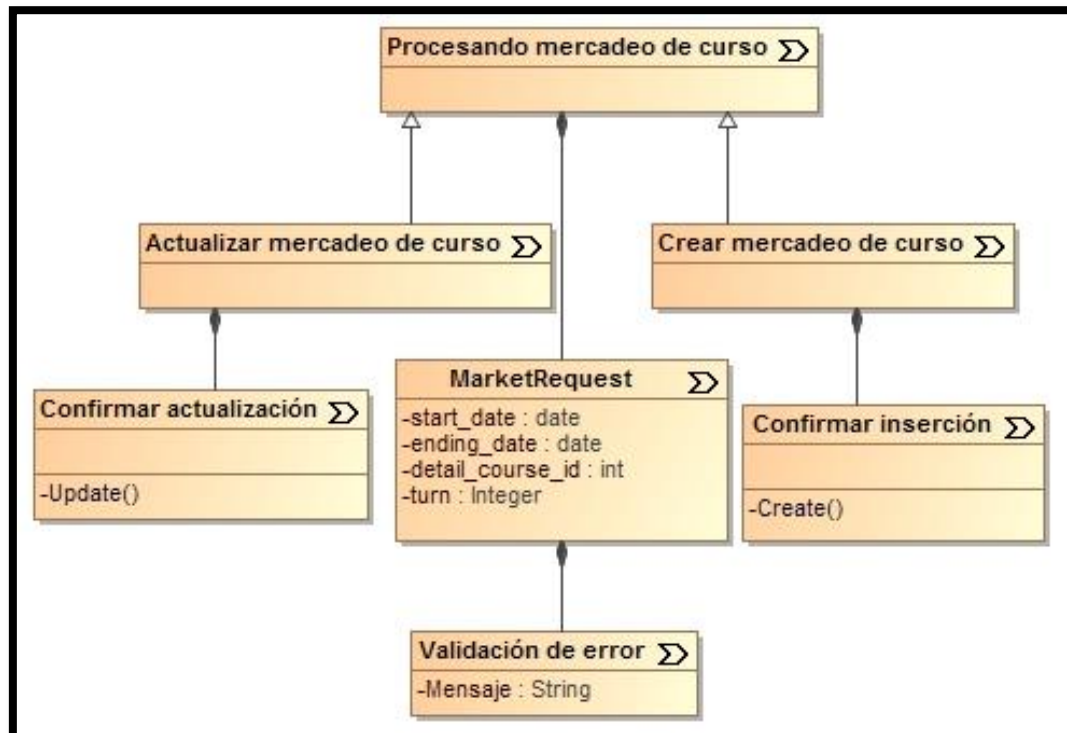 Procesando mercadeo de curso
Actualizar mercadeo de curso
Crear mercadeo de curso
Confirmar actualización
-Update()
MarketRequest
-start_date : date
-ending_date : date
-detail_course_id : int
-turn : Integer
Confirmar inserción
-Create()
Validación de error
-Mensaje : String